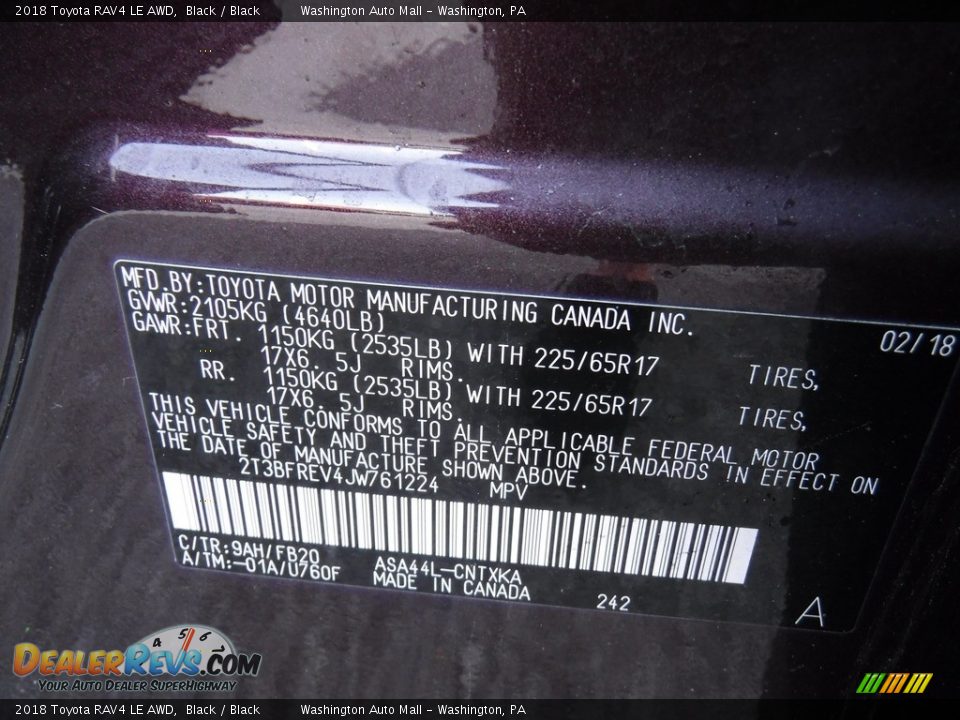 2018 Toyota RAV4 LE AWD, Black / Black Washington Auto Mall - Washington, PA
MFD.BY:TOYOTA MOTOR MANUFACTURING CANADA INC. 02/18
GVWR:2105KG (4640LB)
GAWR:FRT. 1150KG (2535LB) WITH 225/65R17 TIRES,
17X6. 5J RIMS.
RR. 1150KG (2535LB) WITH 225/65R17 TIRES,
17X6. 5J RIMS.
THIS VEHICLE CONFORMS TO ALL APPLICABLE FEDERAL MOTOR
VEHICLE SAFETY AND THEFT PREVENTION STANDARDS IN EFFECT ON
THE DATE OF MANUFACTURE SHOWN ABOVE.
2T3BFREV4JW761224 MPV
C/TR:9AH/FB20 ASA44L-CNTXKA
A/TM:-01A/U760F MADE IN CANADA 242 A
4 5 6
DEALERREVS.COM
YOUR AUTO DEALER SUPERHIGHWAY
2018 Toyota RAV4 LE AWD, Black / Black Washington Auto Mall - Washington, PA